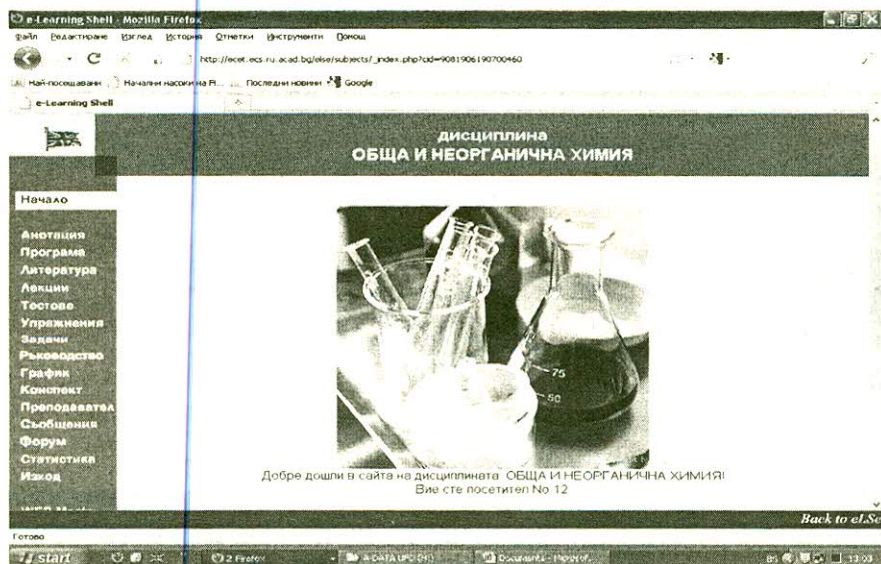 e-Learning Shell - Mozilla Firefox
Файл Редактиране Изглед История Отметки Инструменти Помощ
http://ecet.ecs.ru.acad.bg/else/subjects/_index.php?cid=9081906190700460
Най-посещавани Начални насоки на Fi... Последни новини Google
e-Learning Shell
дисциплина
ОБЩА И НЕОРГАНИЧНА ХИМИЯ
Начало
Анотация
Програма
Литература
Лекции
Тестове
Упражнения
Задачи
Ръководство
График
Конспект
Преподавател
Съобщения
Форум
Статистика
Изход
75
50
Добре дошли в сайта на дисциплината ОБЩА И НЕОРГАНИЧНА ХИМИЯ!
Вие сте посетител No 12
Back to eLSe
Готово
start 2 Firefox A-DATA UFD (H:) Documents - Microsof... BG 13:03